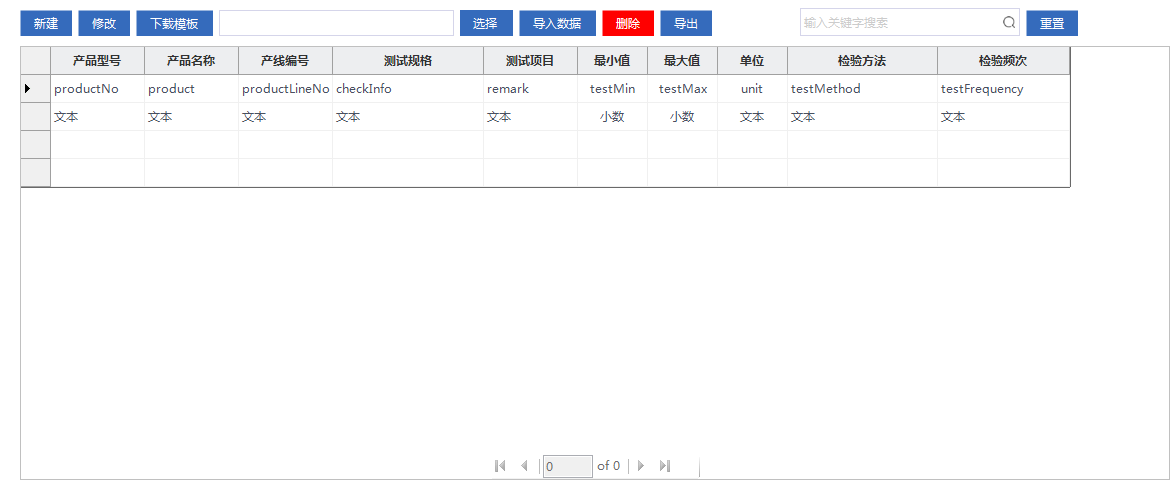 新建 修改 下载模板 选择 导入数据 删除 导出 输入关键字搜索 重置
产品型号 产品名称 产线编号 测试规格 测试项目 最小值 最大值 单位 检验方法 检验频次
productNo product productLineNo checkInfo remark testMin testMax unit testMethod testFrequency
文本 文本 文本 文本 文本 小数 小数 文本 文本 文本
0 of 0